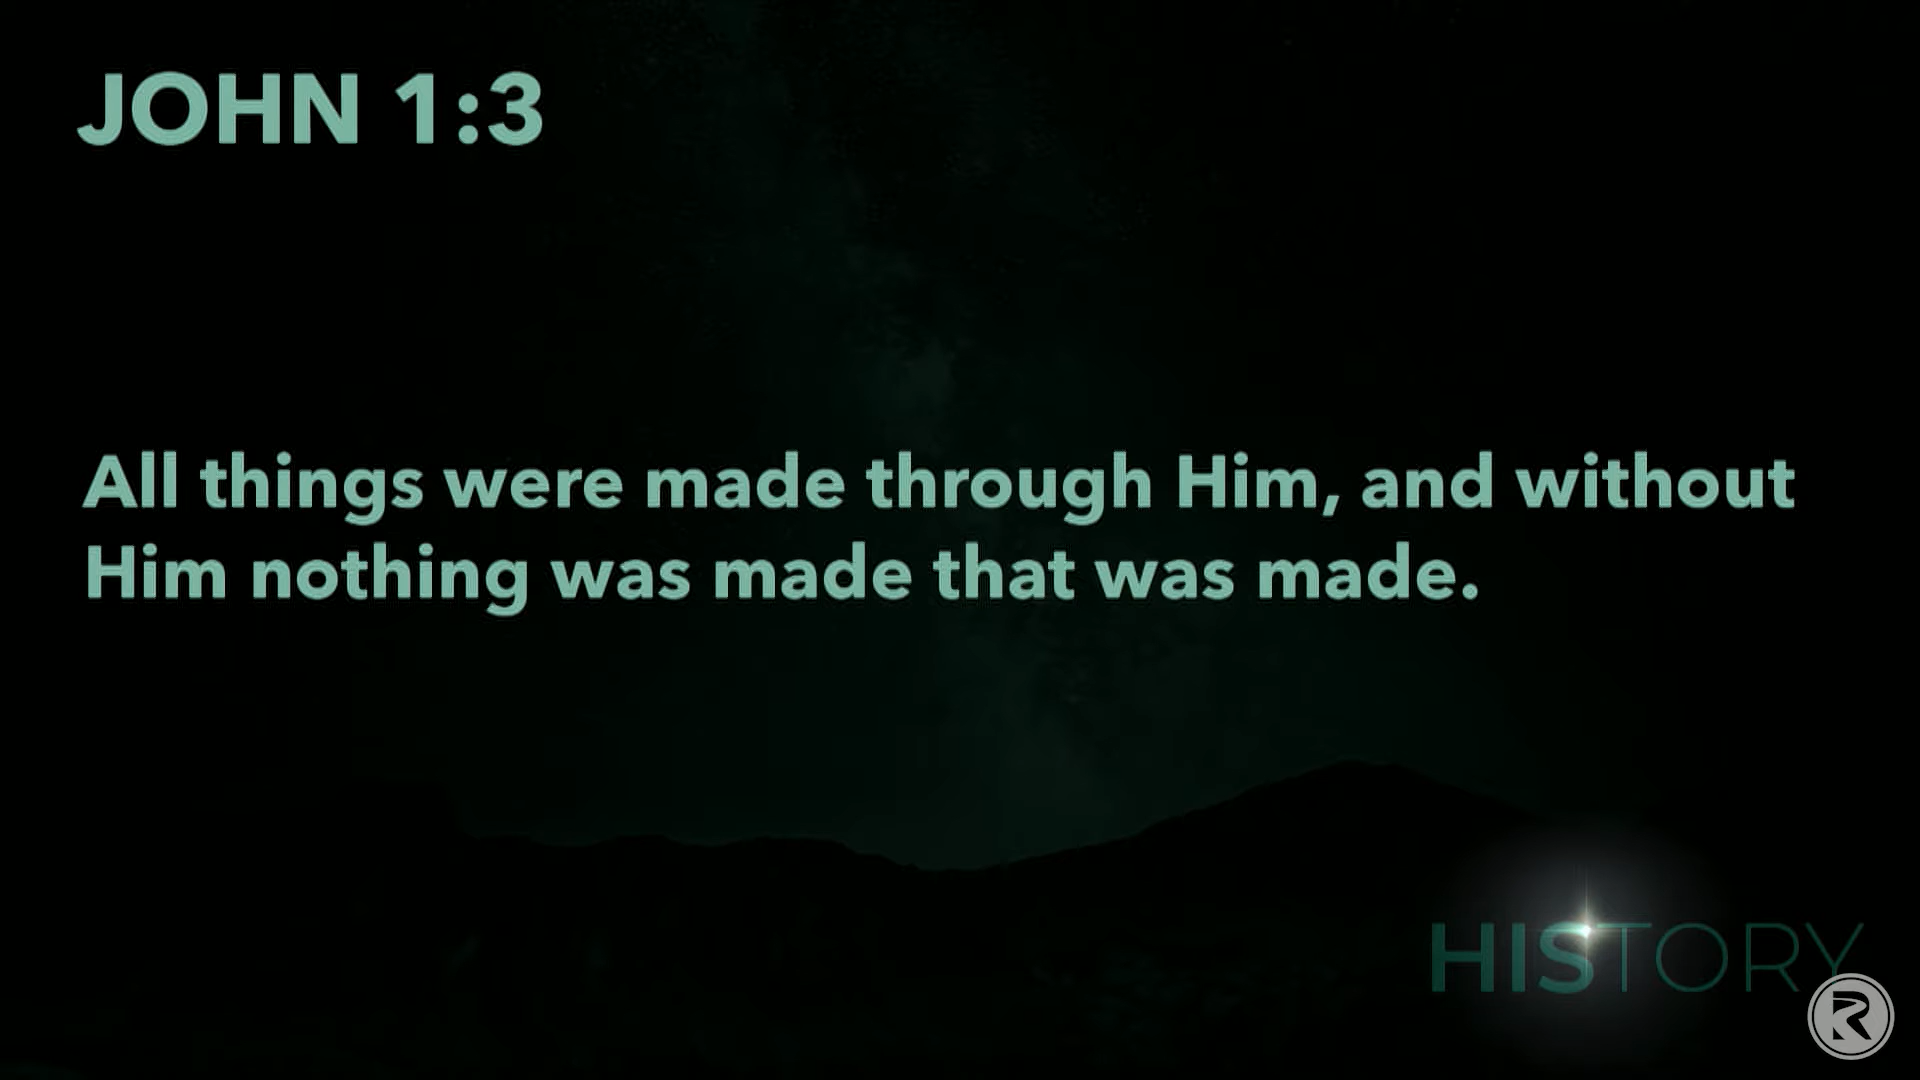 JOHN 1:3
All things were made through Him, and without
Him nothing was made that was made.
HISTORY
R